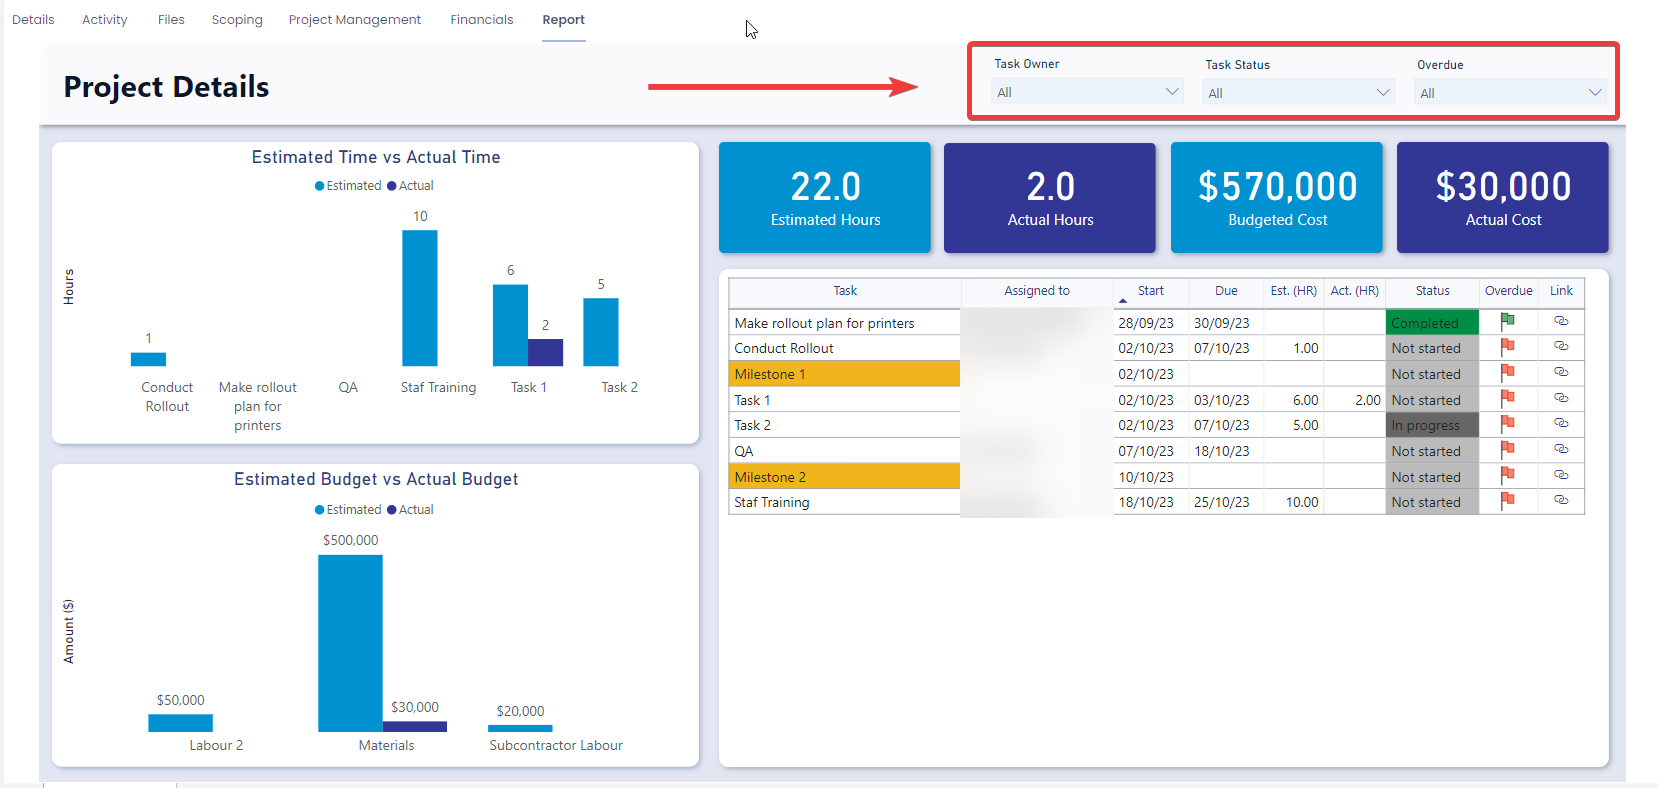 Details Activity Files Scoping Project Management Financials Report
Project Details
Task Owner Task Status Overdue
All All All
Estimated Time vs Actual Time
Estimated Actual
Hours
10
6
5
2
1
Conduct Rollout
Make rollout plan for printers
QA
Staf Training
Task 1
Task 2
Estimated Budget vs Actual Budget
Estimated Actual
Amount ($)
$500,000
$50,000
$30,000
$20,000
Labour 2 Materials Subcontractor Labour
22.0
Estimated Hours
2.0
Actual Hours
$570,000
Budgeted Cost
$30,000
Actual Cost
Task Assigned to Start Due Est. (HR) Act. (HR) Status Overdue Link
Make rollout plan for printers 28/09/23 30/09/23 Completed
Conduct Rollout 02/10/23 07/10/23 1.00 Not started
Milestone 1 02/10/23 Not started
Task 1 02/10/23 03/10/23 6.00 2.00 Not started
Task 2 02/10/23 07/10/23 5.00 In progress
QA 07/10/23 18/10/23 Not started
Milestone 2 10/10/23 Not started
Staf Training 18/10/23 25/10/23 10.00 Not started